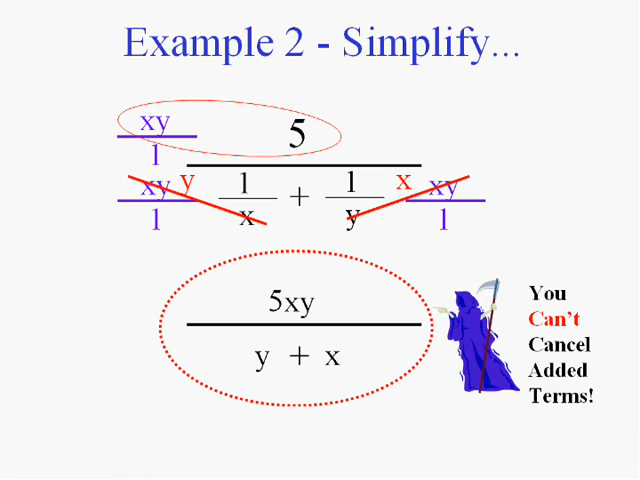 Example 2 - Simplify...
xy
1
5
xy
1
y
1
x
+
1
y
x
xy
1
5xy
y + x
You
Can't
Cancel
Added
Terms!